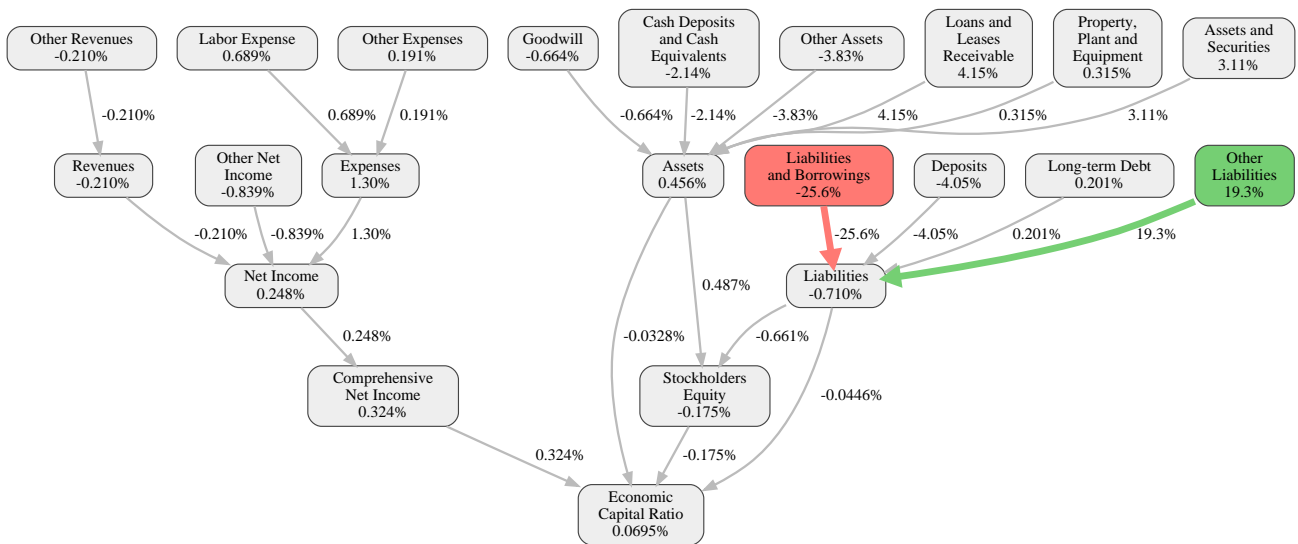 Other Revenues
-0.210%
Labor Expense
0.689%
Other Expenses
0.191%
Goodwill
-0.664%
Cash Deposits
and Cash
Equivalents
-2.14%
Other Assets
-3.83%
Loans and
Leases
Receivable
4.15%
Property,
Plant and
Equipment
0.315%
Assets and
Securities
3.11%
-0.210%
0.689%
0.191%
-0.664%
-2.14%
-3.83%
4.15%
0.315%
3.11%
Revenues
-0.210%
Other Net
Income
-0.839%
Expenses
1.30%
Assets
0.456%
Liabilities
and Borrowings
-25.6%
Deposits
-4.05%
Long-term Debt
0.201%
Other
Liabilities
19.3%
-0.210%
-0.839%
1.30%
-25.6%
-4.05%
0.201%
19.3%
Net Income
0.248%
0.487%
Liabilities
-0.710%
0.248%
-0.0328%
-0.661%
Comprehensive
Net Income
0.324%
Stockholders
Equity
-0.175%
-0.0446%
0.324%
-0.175%
Economic
Capital Ratio
0.0695%